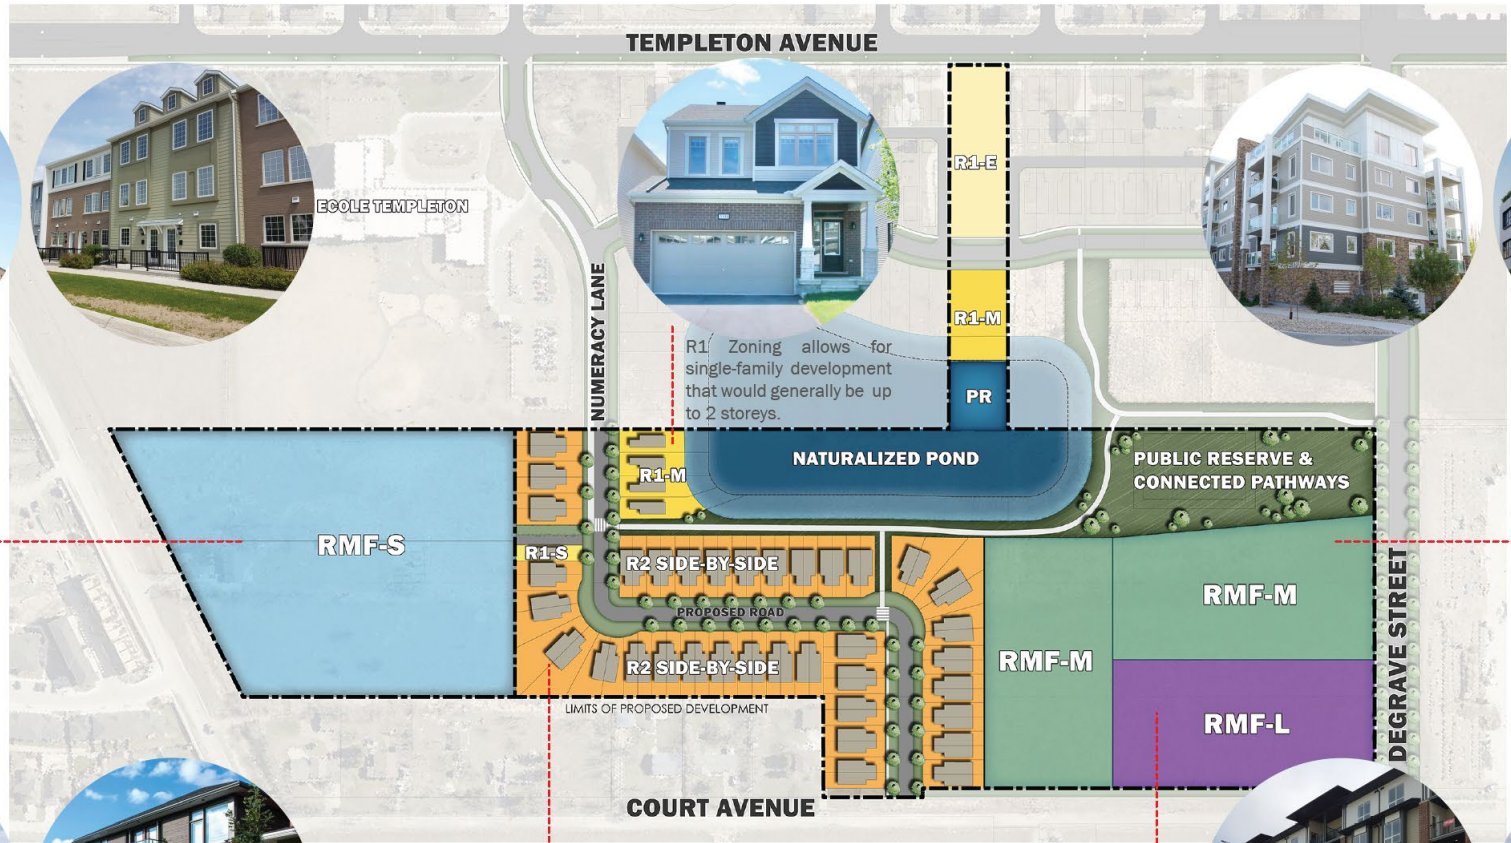 TEMPLETON AVENUE
R1-E
ECOLE TEMPLETON
NUMERACY LANE
R1-M
R1 Zoning allows for
single-family development
that would generally be up
to 2 storeys.
PR
NATURALIZED POND
PUBLIC RESERVE &
CONNECTED PATHWAYS
R1-M
RMF-S
R1-S
R2 SIDE-BY-SIDE
RMF-M
PROPOSED ROAD
DEGRAVE STREET
RMF-M
R2 SIDE-BY-SIDE
LIMITS OF PROPOSED DEVELOPMENT
RMF-L
COURT AVENUE